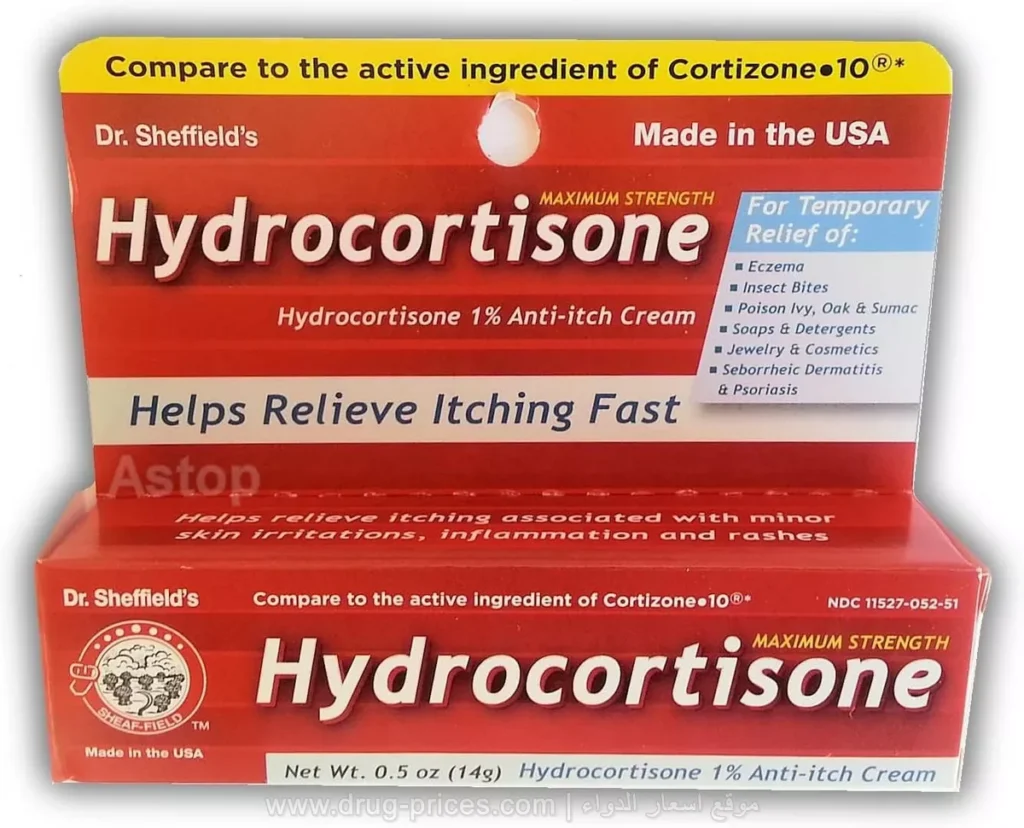 Compare to the active ingredient of Cortizone•10®*
Dr. Sheffield's
Made in the USA
MAXIMUM STRENGTH
Hydrocortisone
Hydrocortisone 1% Anti-itch Cream
For Temporary
Relief of:
▪ Eczema
▪ Insect Bites
▪ Poison Ivy, Oak & Sumac
▪ Soaps & Detergents
▪ Jewelry & Cosmetics
▪ Seborrheic Dermatitis
& Psoriasis
Helps Relieve Itching Fast
Astop
Helps relieve itching associated with minor
skin irritations, inflammation and rashes
Dr. Sheffield's
Compare to the active ingredient of Cortizone•10®*
NDC 11527-052-51
MAXIMUM STRENGTH
Hydrocortisone
SHEAF-FIELD TM
Made in the USA
Net Wt. 0.5 oz (14g) Hydrocortisone 1% Anti-itch Cream
www.drug-prices.com | موقع اسعار الدواء